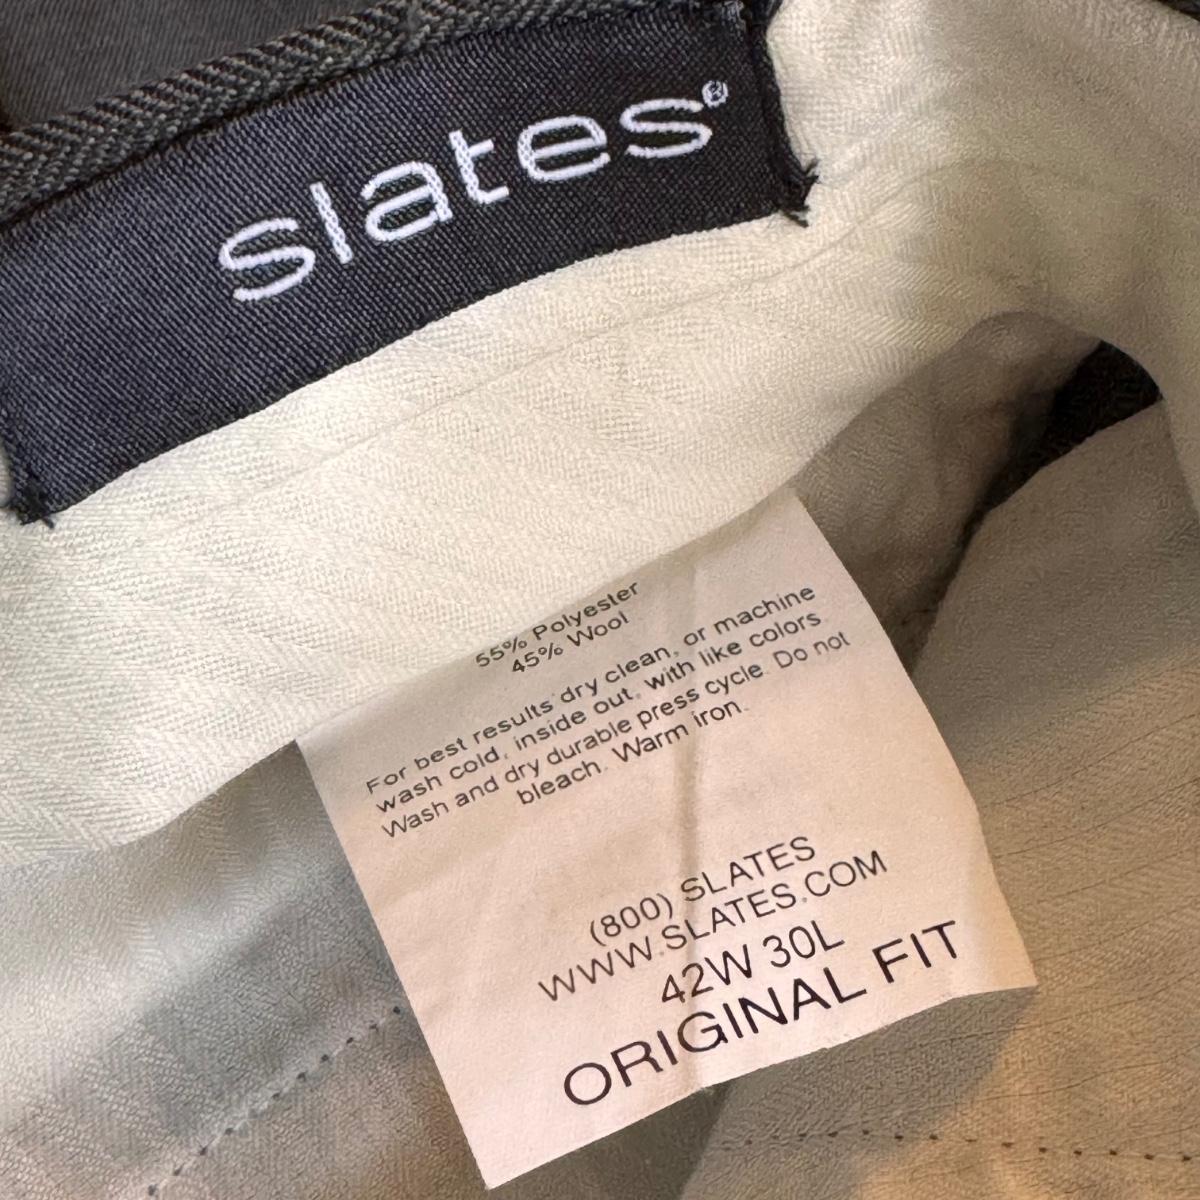 slates®
55% Polyester
45% Wool
For best results dry clean, or machine
wash cold, inside out, with like colors.
Wash and dry durable press cycle. Do not
bleach. Warm iron.
(800) SLATES
WWW.SLATES.COM
42W 30L
ORIGINAL FIT